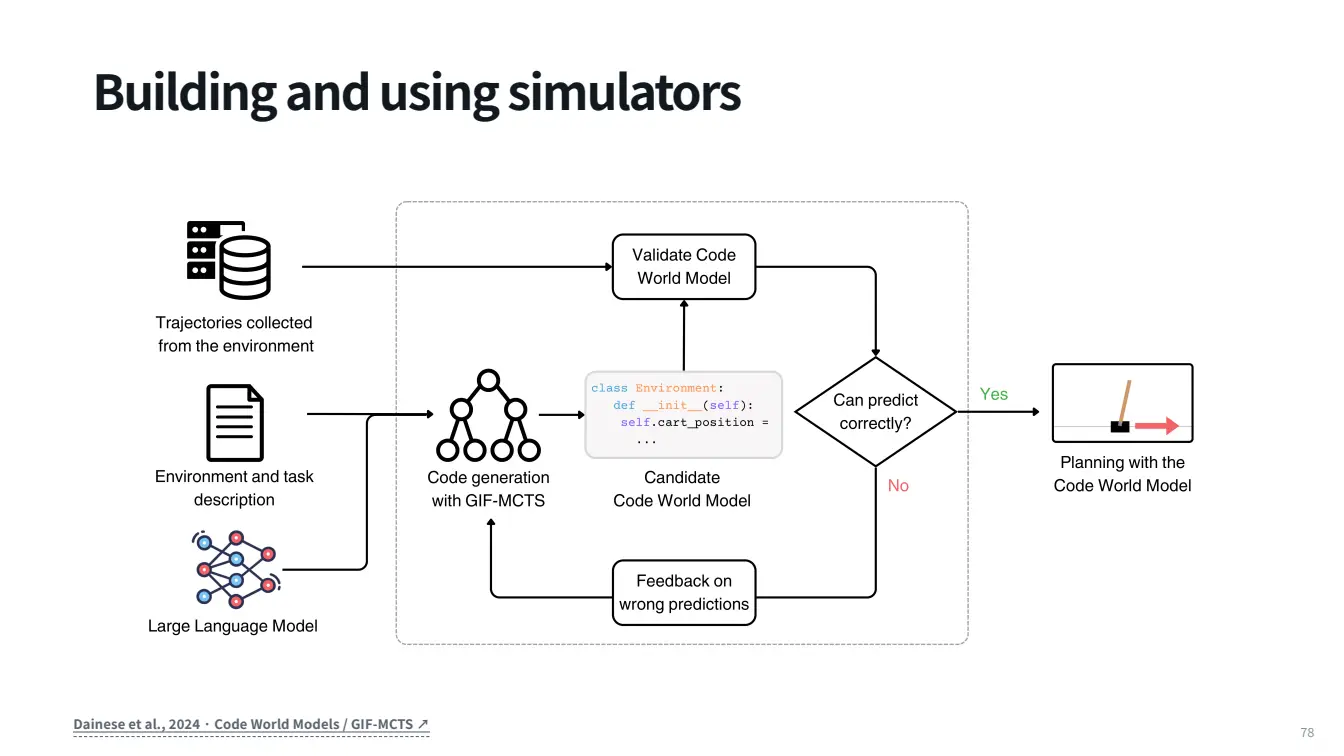 Building and using simulators
Trajectories collected
from the environment
Environment and task
description
Large Language Model
Code generation
with GIF-MCTS
Validate Code
World Model
class Environment:
def __init__(self):
self.cart_position =
...
Candidate
Code World Model
Can predict
correctly?
Yes
No
Feedback on
wrong predictions
Planning with the
Code World Model
Dainese et al., 2024 · Code World Models / GIF-MCTS ↗
78